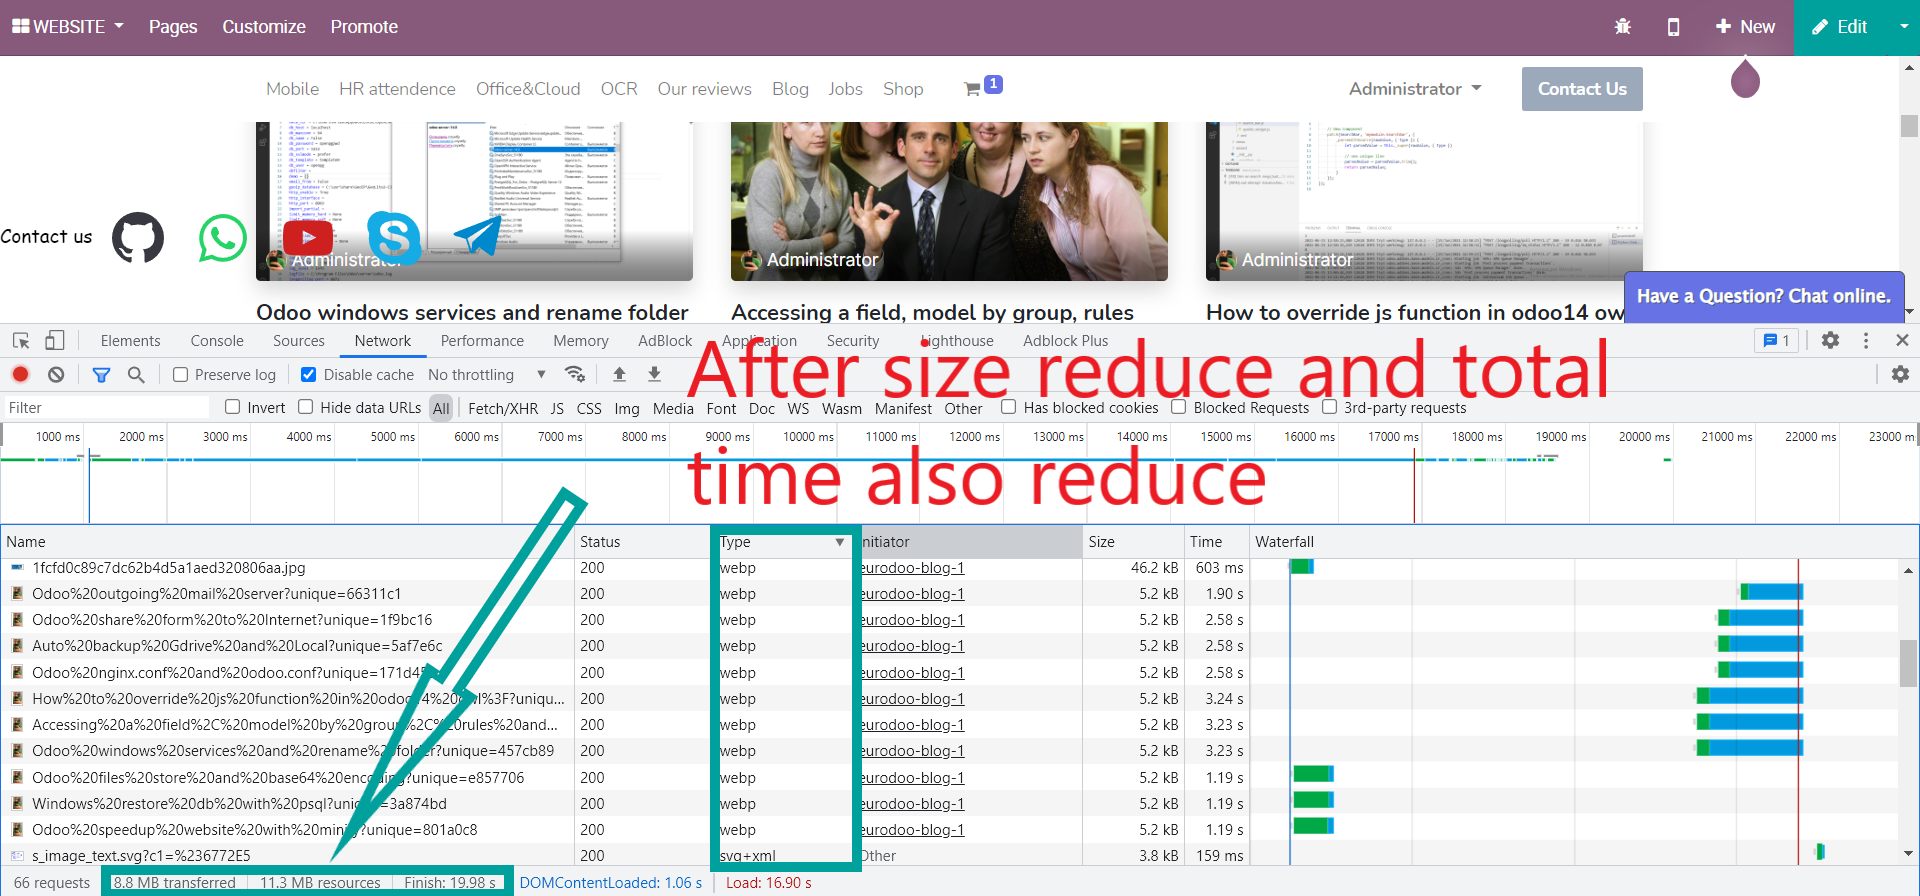 WEBSITE Pages Customize Promote New Edit
Mobile HR attendence Office&Cloud OCR Our reviews Blog Jobs Shop 1 Administrator Contact Us
Contact us
Administrator Administrator Administrator
Have a Question? Chat online.
Odoo windows services and rename folder Accessing a field, model by group, rules How to override js function in odoo14 ow
Elements Console Sources Network Performance Memory AdBlock Application Security Lighthouse Adblock Plus 1
After size reduce and total
time also reduce
Preserve log Disable cache No throttling
Filter Invert Hide data URLs All Fetch/XHR JS CSS Img Media Font Doc WS Wasm Manifest Other Has blocked cookies Blocked Requests 3rd-party requests
1000 ms 2000 ms 3000 ms 4000 ms 5000 ms 6000 ms 7000 ms 8000 ms 9000 ms 10000 ms 11000 ms 12000 ms 13000 ms 14000 ms 15000 ms 16000 ms 17000 ms 18000 ms 19000 ms 20000 ms 21000 ms 22000 ms 23000 m
Name Status Type nitiator Size Time Waterfall
1fcfd0c89c7dc62b4d5a1aed320806aa.jpg 200 webp eurodoo-blog-1 46.2 kB 603 ms
Odoo%20outgoing%20mail%20server?unique=66311c1 200 webp eurodoo-blog-1 5.2 kB 1.90 s
Odoo%20share%20form%20to%20Internet?unique=1f9bc16 200 webp eurodoo-blog-1 5.2 kB 2.58 s
Auto%20backup%20Gdrive%20and%20Local?unique=5af7e6c 200 webp eurodoo-blog-1 5.2 kB 2.58 s
Odoo%20nginx.conf%20and%20odoo.conf?unique=171d4 200 webp eurodoo-blog-1 5.2 kB 2.58 s
How%20to%20override%20js%20function%20in%20odoo 4%20 wl%3F?uniqu... 200 webp eurodoo-blog-1 5.2 kB 3.24 s
Accessing%20a%20field%2C%20model%20by%20group%2C%20rules%20and... 200 webp eurodoo-blog-1 5.2 kB 3.23 s
Odoo%20windows%20services%20and%20rename%20folder?unique=457cb89 200 webp eurodoo-blog-1 5.2 kB 3.23 s
Odoo%20files%20store%20and%20base64%20encoding?unique=e857706 200 webp eurodoo-blog-1 5.2 kB 1.19 s
Windows%20restore%20db%20with%20psql?unique=3a874bd 200 webp eurodoo-blog-1 5.2 kB 1.19 s
Odoo%20speedup%20website%20with%20minify?unique=801a0c8 200 webp eurodoo-blog-1 5.2 kB 1.19 s
s_image_text.svg?c1=%236772E5 200 svg+xml Other 3.8 kB 159 ms
66 requests 8.8 MB transferred 11.3 MB resources Finish: 19.98 s DOMContentLoaded: 1.06 s Load: 16.90 s